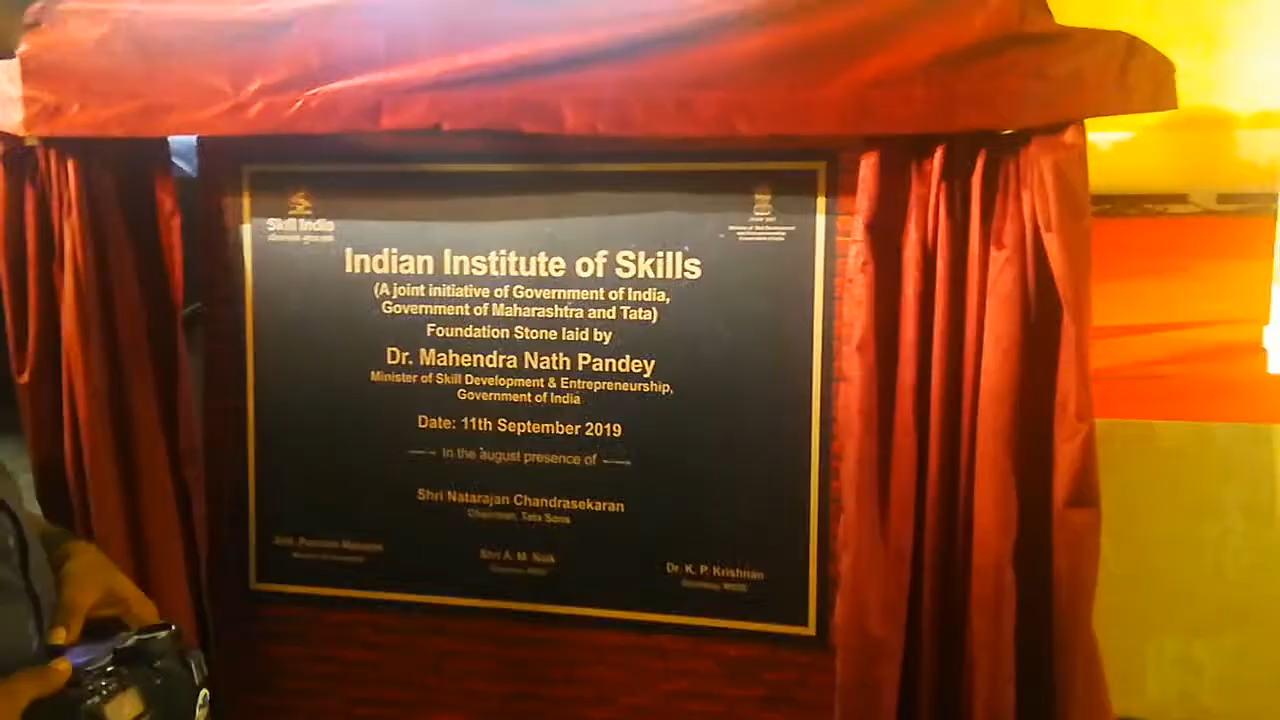 Skill India
Indian Institute of Skills
(A joint initiative of Government of India,
Government of Maharashtra and Tata)
Foundation Stone laid by
Dr. Mahendra Nath Pandey
Minister of Skill Development & Entrepreneurship,
Government of India
Date: 11th September 2019
In the august presence of
Shri Natarajan Chandrasekaran
Chairman, Tata Sons
Shri A. M. Naik
Dr. K. P. Krishnan